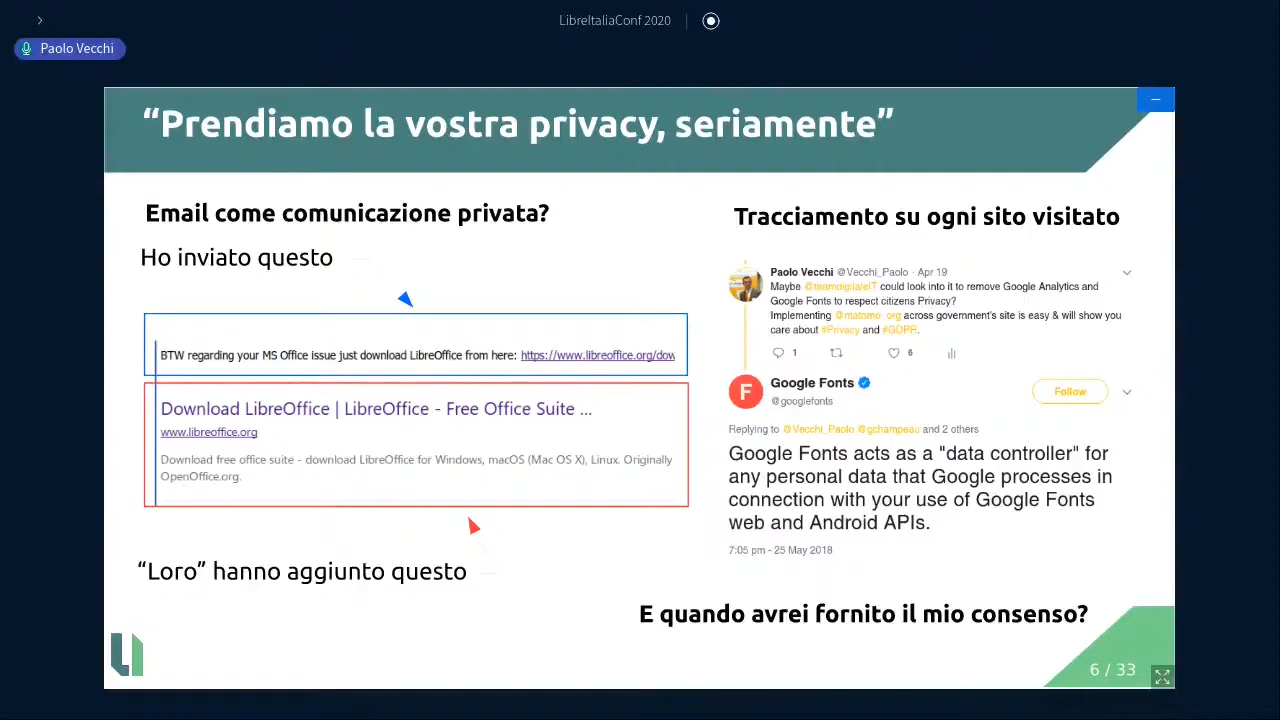 LibreItaliaConf 2020
Paolo Vecchi
“Prendiamo la vostra privacy, seriamente”
Email come comunicazione privata?
Ho inviato questo
BTW regarding your MS Office issue just download LibreOffice from here: https://www.libreoffice.org/dow
Download LibreOffice | LibreOffice - Free Office Suite ...
www.libreoffice.org
Download free office suite - download LibreOffice for Windows, macOS (Mac OS X), Linux. Originally
OpenOffice.org.
“Loro” hanno aggiunto questo
Tracciamento su ogni sito visitato
Paolo Vecchi @Vecchi_Paolo · Apr 19
Maybe @teamdigitaleIT could look into it to remove Google Analytics and
Google Fonts to respect citizens Privacy?
Implementing @matomo_org across government's site is easy & will show you
care about #Privacy and #GDPR.
1 6
F
Google Fonts
@googlefonts
Follow
Replying to @Vecchi_Paolo @gchampeau and 2 others
Google Fonts acts as a "data controller" for
any personal data that Google processes in
connection with your use of Google Fonts
web and Android APIs.
7:05 pm - 25 May 2018
E quando avrei fornito il mio consenso?
6 / 33